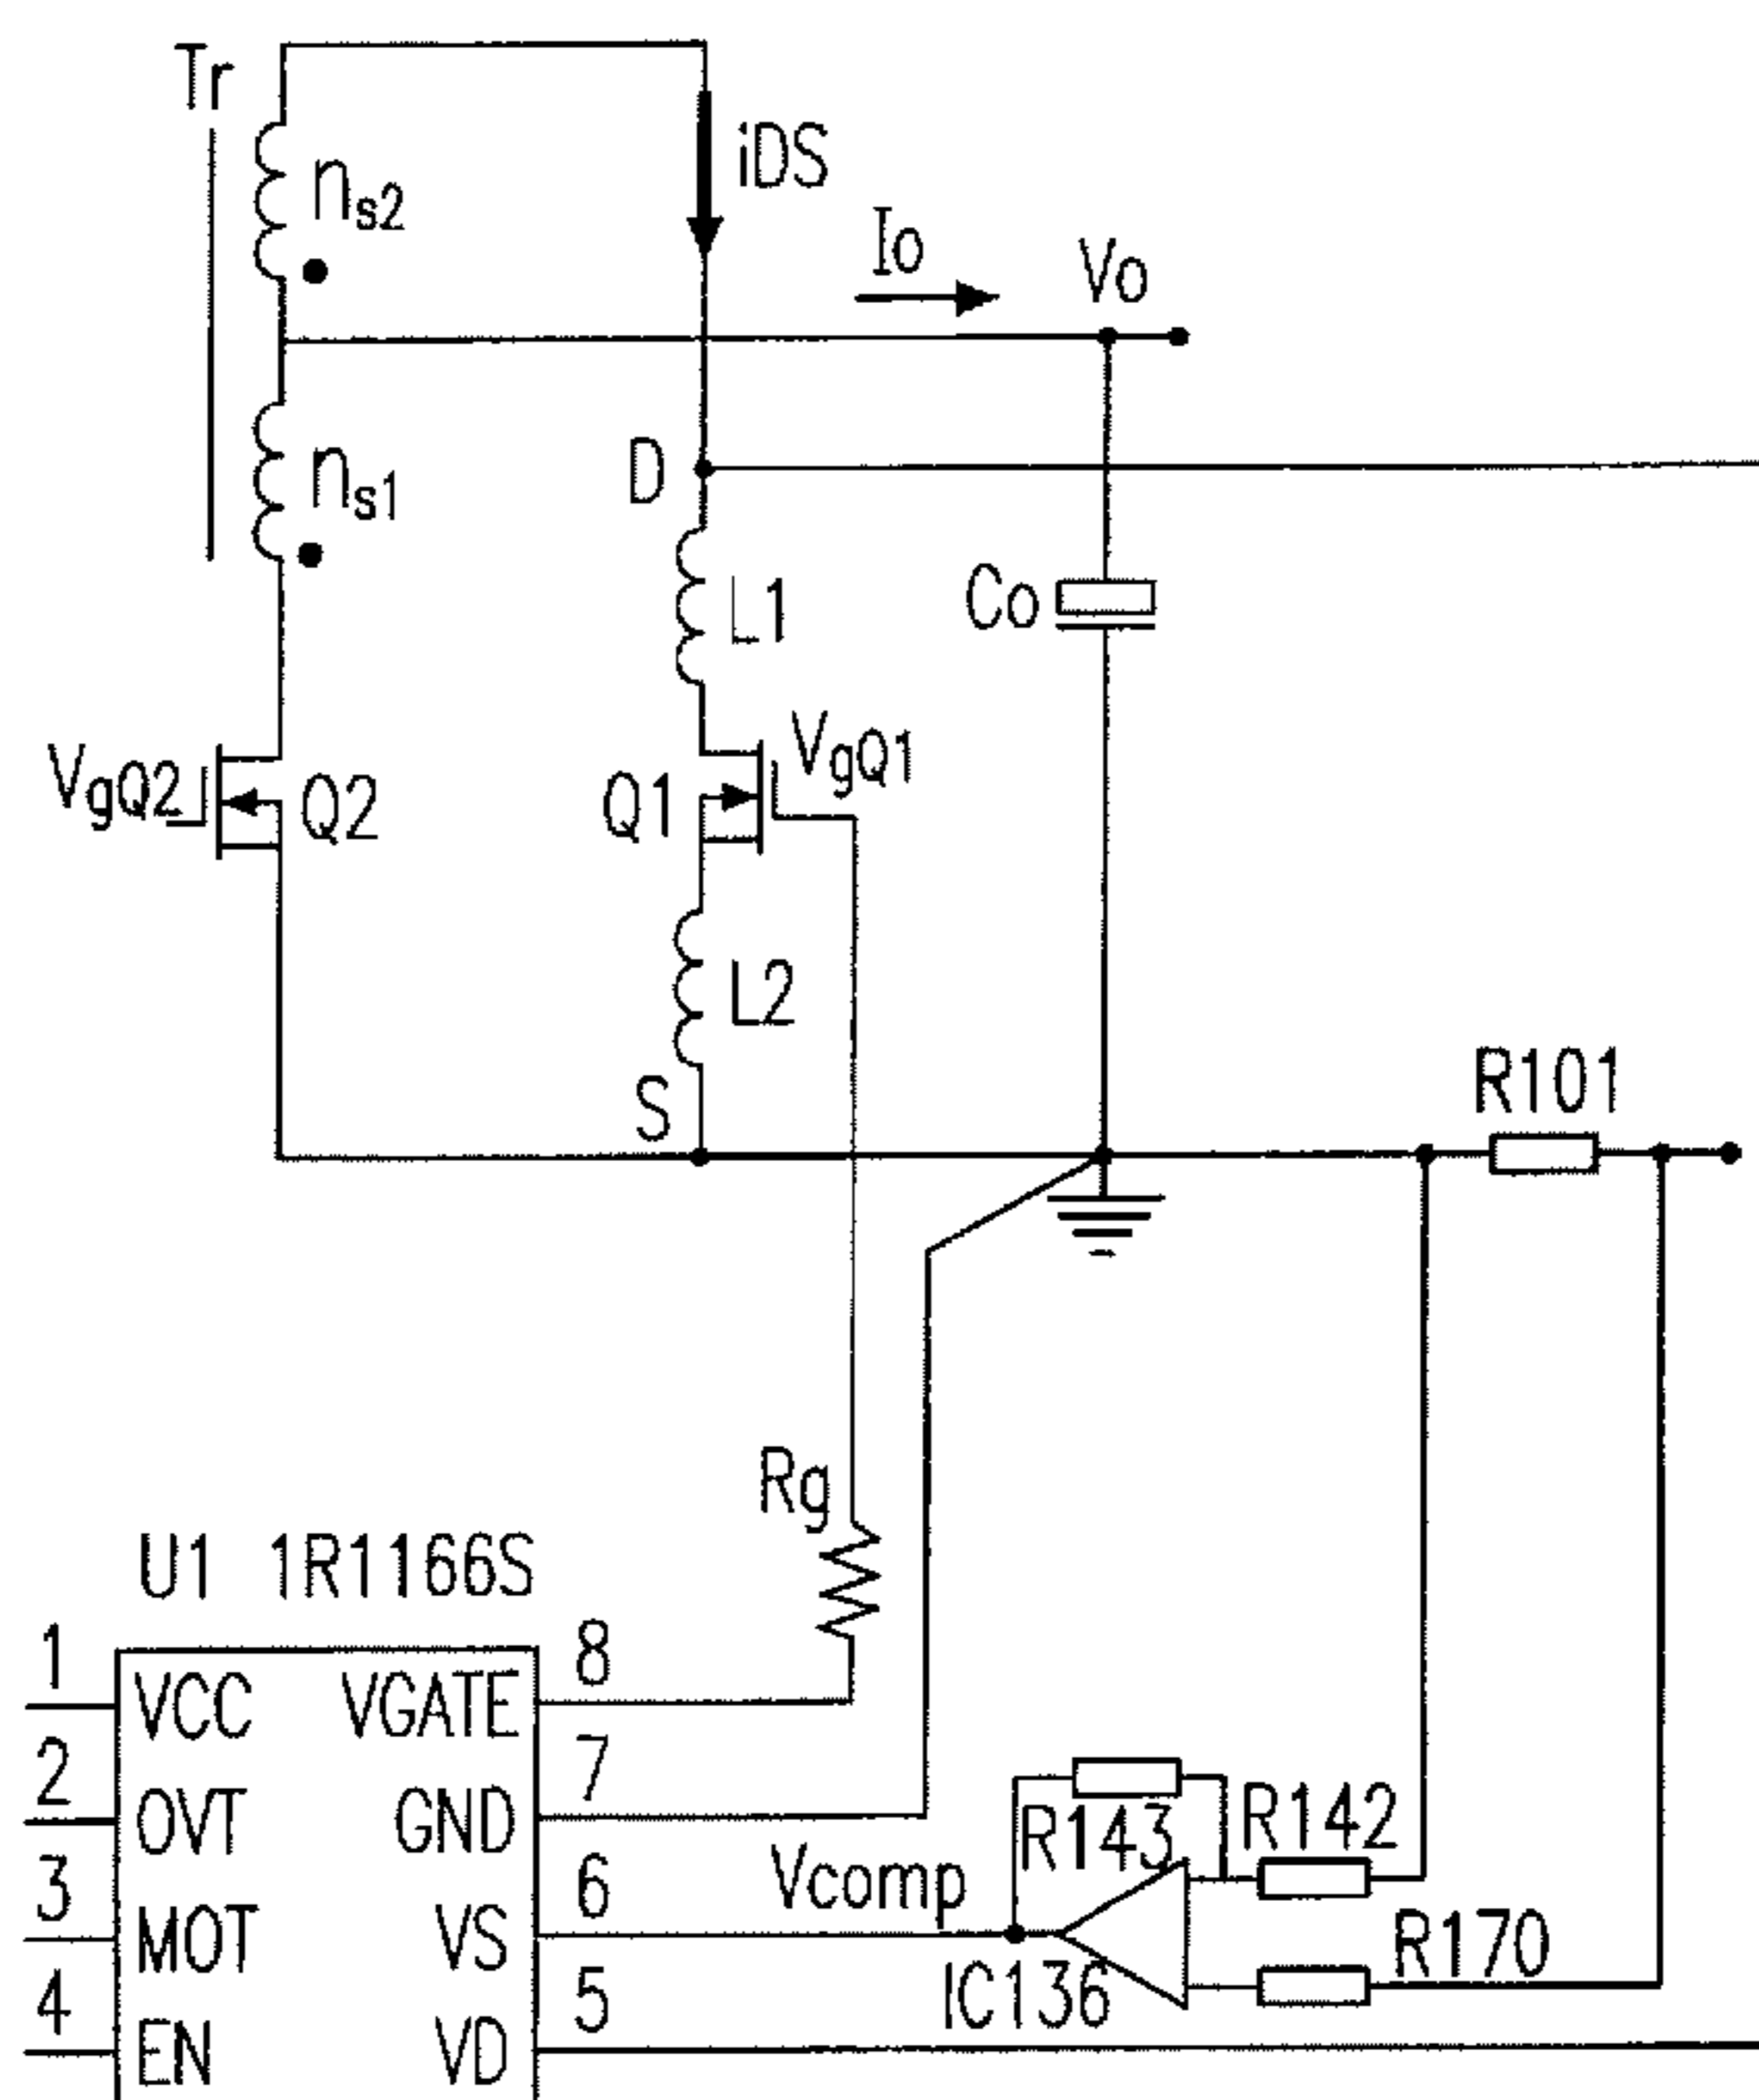 Tr
iDS
ns2
Io
Vo
D
ns1
L1
Co
VgQ2
Q2
Q1
VgQ1
L2
S
R101
Rg
U1 1R1166S
1 VCC VGATE 8
2 OVT GND 7
3 MOT VS 6
4 EN VD 5
R143
R142
Vcomp
IC136
R170